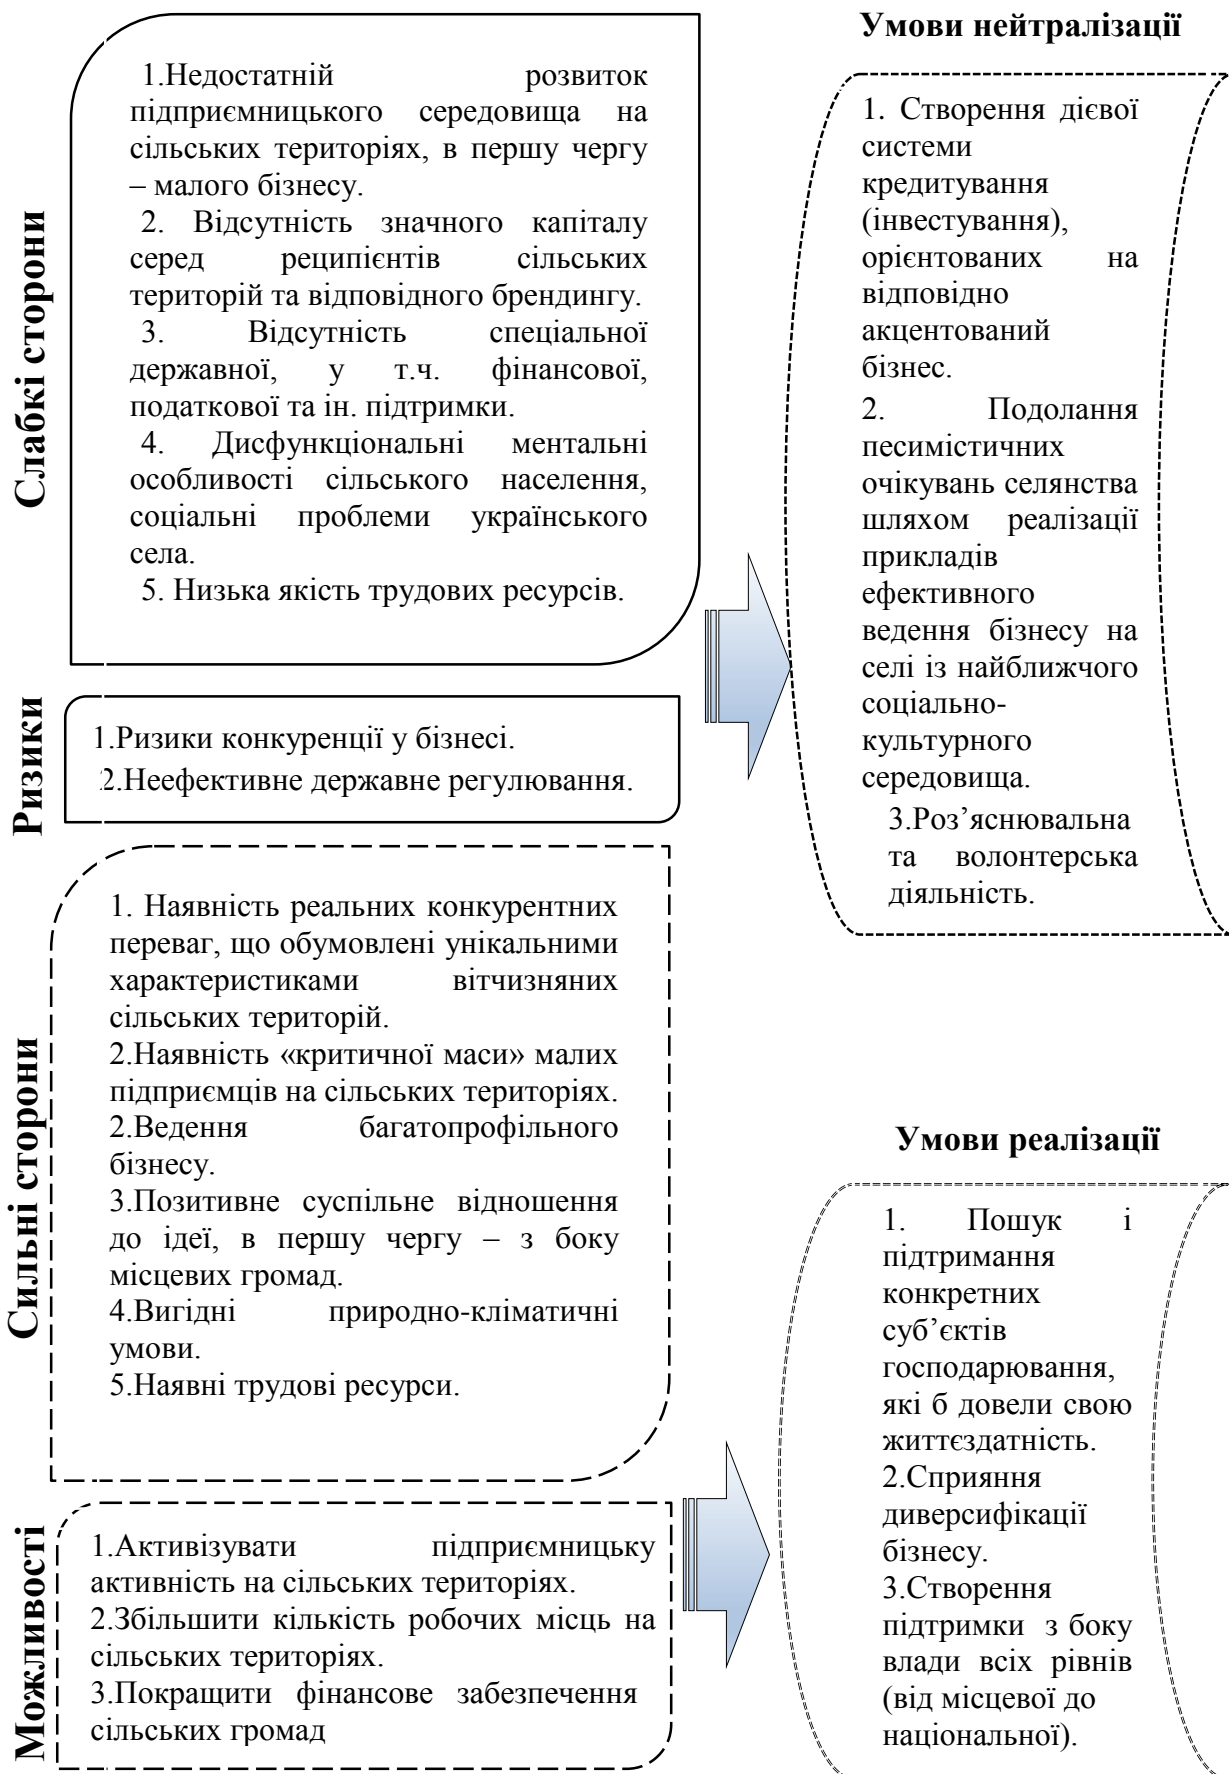 Слабкі сторони
1.Недостатній розвиток
підприємницького середовища на
сільських територіях, в першу чергу
– малого бізнесу.
2. Відсутність значного капіталу
серед реципієнтів сільських
територій та відповідного брендингу.
3. Відсутність спеціальної
державної, у т.ч. фінансової,
податкової та ін. підтримки.
4. Дисфункціональні ментальні
особливості сільського населення,
соціальні проблеми українського
села.
5. Низька якість трудових ресурсів.
Ризики
1.Ризики конкуренції у бізнесі.
2.Неефективне державне регулювання.
Умови нейтралізації
1. Створення дієвої
системи
кредитування
(інвестування),
орієнтованих на
відповідно
акцентований
бізнес.
2. Подолання
песимістичних
очікувань селянства
шляхом реалізації
прикладів
ефективного
ведення бізнесу на
селі із найближчого
соціально-
культурного
середовища.
3.Роз’яснювальна
та волонтерська
діяльність.
Сильні сторони
1. Наявність реальних конкурентних
переваг, що обумовлені унікальними
характеристиками вітчизняних
сільських територій.
2.Наявність «критичної маси» малих
підприємців на сільських територіях.
2.Ведення багатопрофільного
бізнесу.
3.Позитивне суспільне відношення
до ідеї, в першу чергу – з боку
місцевих громад.
4.Вигідні природно-кліматичні
умови.
5.Наявні трудові ресурси.
Можливості
1.Активізувати підприємницьку
активність на сільських територіях.
2.Збільшити кількість робочих місць на
сільських територіях.
3.Покращити фінансове забезпечення
сільських громад
Умови реалізації
1. Пошук і
підтримання
конкретних
суб’єктів
господарювання,
які б довели свою
життєздатність.
2.Сприяння
диверсифікації
бізнесу.
3.Створення
підтримки з боку
влади всіх рівнів
(від місцевої до
національної).